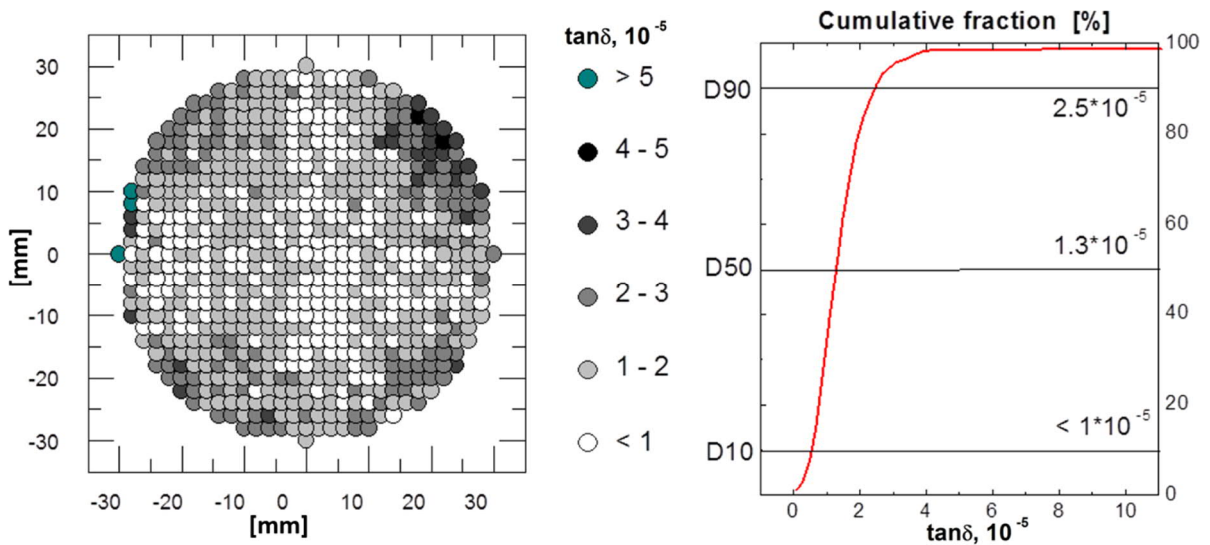 30
20
10
0
-10
-20
-30
[mm]
-30
-20
-10
0
10
20
30
[mm]
tanδ, 10 -5
> 5
4 - 5
3 - 4
2 - 3
1 - 2
< 1
Cumulative fraction [%]
D90
D50
D10
2.5*10 -5
1.3*10 -5
< 1*10 -5
100
80
60
40
20
0
0
2
4
6
8
10
tanδ, 10 -5